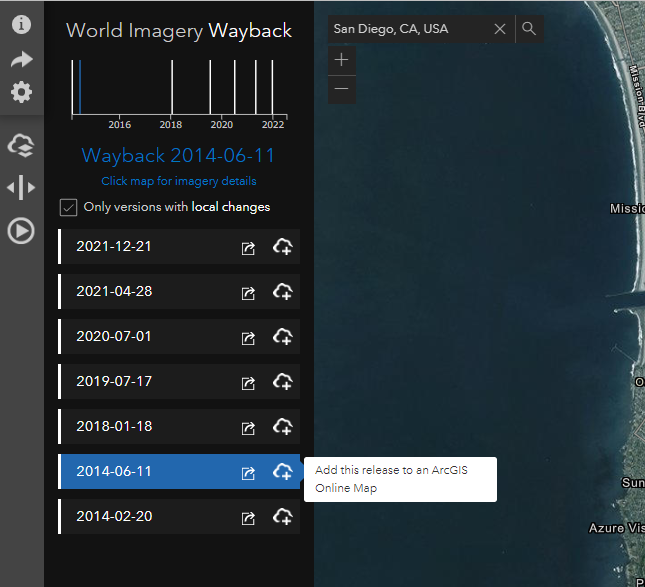 World Imagery Wayback
2016 2018 2020 2022
Wayback 2014-06-11
Click map for imagery details
Only versions with local changes
2021-12-21
2021-04-28
2020-07-01
2019-07-17
2018-01-18
2014-06-11
Add this release to an ArcGIS
Online Map
2014-02-20
San Diego, CA, USA
Mission
Blvd
Missio
O
Sun
Azure Vis
P